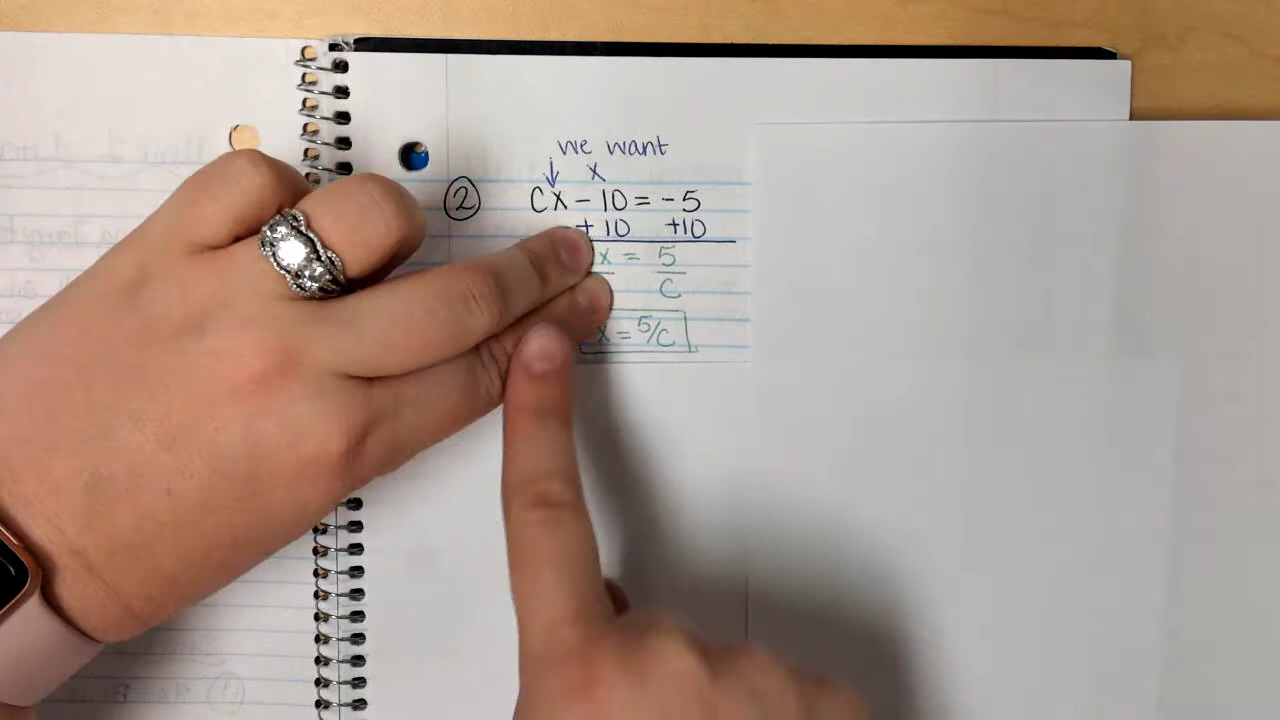 we want
↓ x
② Cx - 10 = -5
+ 10 +10
x = 5
C
x = 5/C